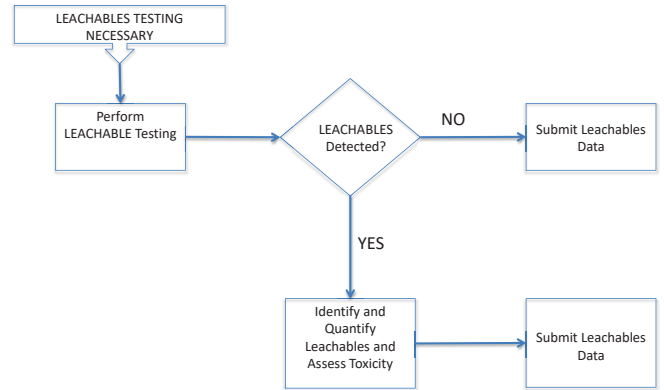 LEACHABLES TESTING
NECESSARY
Perform
LEACHABLE Testing
LEACHABLES
Detected?
NO
Submit Leachables
Data
YES
Identify and
Quantify
Leachables and
Assess Toxicity
Submit Leachables
Data